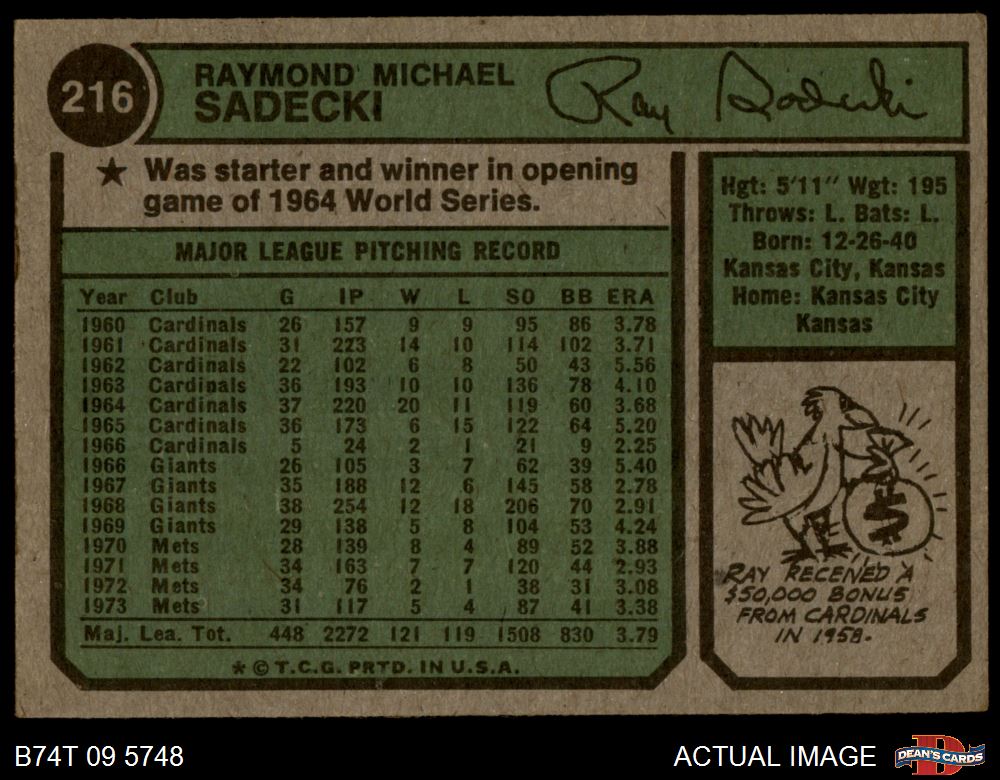 216
RAYMOND MICHAEL
SADECKI
Ray Sadecki
★ Was starter and winner in opening
game of 1964 World Series.
MAJOR LEAGUE PITCHING RECORD
Year Club G IP W L SO BB ERA
1960 Cardinals 26 157 9 9 95 86 3.78
1961 Cardinals 31 223 14 10 114 102 3.71
1962 Cardinals 22 102 6 8 50 43 5.56
1963 Cardinals 36 193 10 10 136 78 4.10
1964 Cardinals 37 220 20 11 119 60 3.68
1965 Cardinals 36 173 6 15 122 64 5.20
1966 Cardinals 5 24 2 1 21 9 2.25
1966 Giants 26 105 3 7 62 39 5.40
1967 Giants 35 188 12 6 145 58 2.78
1968 Giants 38 254 12 18 206 70 2.91
1969 Giants 29 138 5 8 104 53 4.24
1970 Mets 28 139 8 4 89 52 3.88
1971 Mets 34 163 7 7 120 44 2.93
1972 Mets 34 76 2 1 38 31 3.08
1973 Mets 31 117 5 4 87 41 3.38
Maj. Lea. Tot. 448 2272 121 119 1508 830 3.79
* © T.C.G. PRTD. IN U.S.A.
Hgt: 5'11" Wgt: 195
Throws: L. Bats: L.
Born: 12-26-40
Kansas City, Kansas
Home: Kansas City
Kansas
$
RAY RECEIVED A
$50,000 BONUS
FROM CARDINALS
IN 1958.
B74T 09 5748
ACTUAL IMAGE
D
DEAN'S CARDS